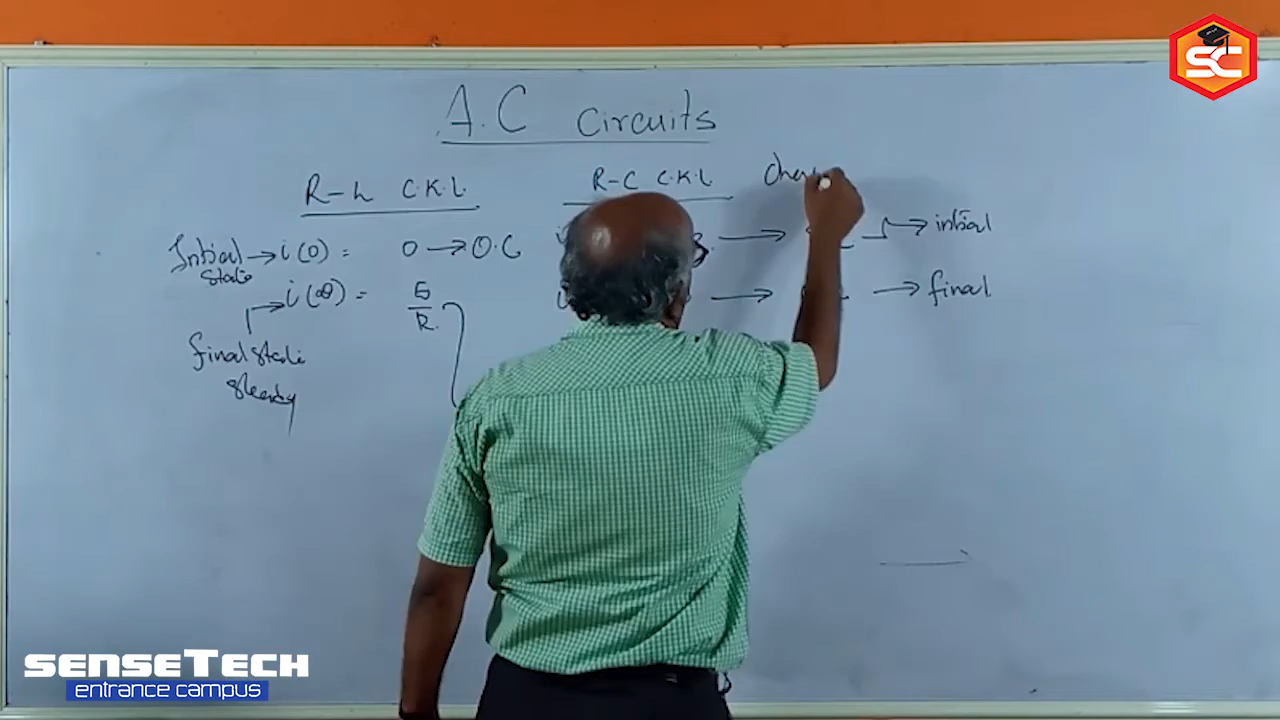 SC
A.C Circuits
R-L C.K.L.
R-C C.K.L
Initial state → i(0) = 0 → O.C
→ initial
i(∞) = E/R.
→ final.
final state
steady
SENSETECH
entrance campus